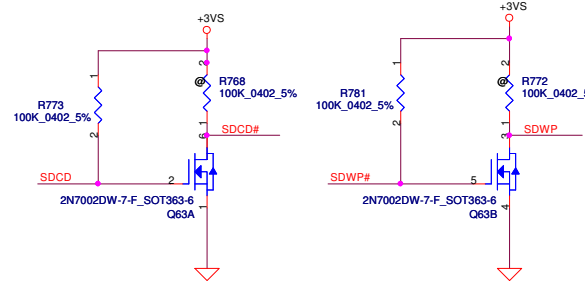 +3VS
1
2
@
R768
100K_0402_5%
R773
100K_0402_5%
2
1
6
SDCD#
SDCD
2
2N7002DW-7-F_SOT363-6
Q63A
1
+3VS
1
2
@
R772
100K_0402_5
R781
100K_0402_5%
2
1
3
SDWP
SDWP#
5
2N7002DW-7-F_SOT363-6
Q63B
4